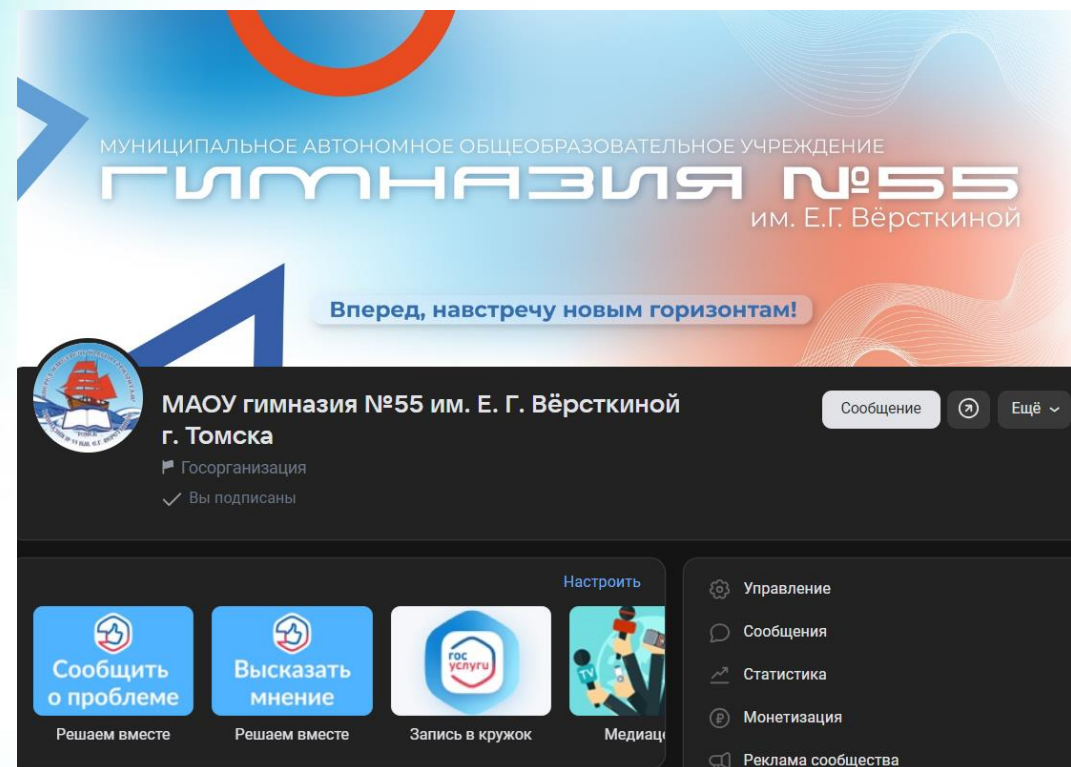 МУНИЦИПАЛЬНОЕ АВТОНОМНОЕ ОБЩЕОБРАЗОВАТЕЛЬНОЕ УЧРЕЖДЕНИЕ
ГИМНАЗИЯ №55
им. Е.Г. Вёрсткиной
Вперед, навстречу новым горизонтам!
МАОУ гимназия №55 им. Е. Г. Вёрсткиной
г. Томска
Госорганизация
Вы подписаны
Сообщение
Ещё
Настроить
Сообщить
о проблеме
Решаем вместе
Высказать
мнение
Решаем вместе
гос
услуги
Запись в кружок
TV
Медиаце
Управление
Сообщения
Статистика
Монетизация
Реклама сообщества